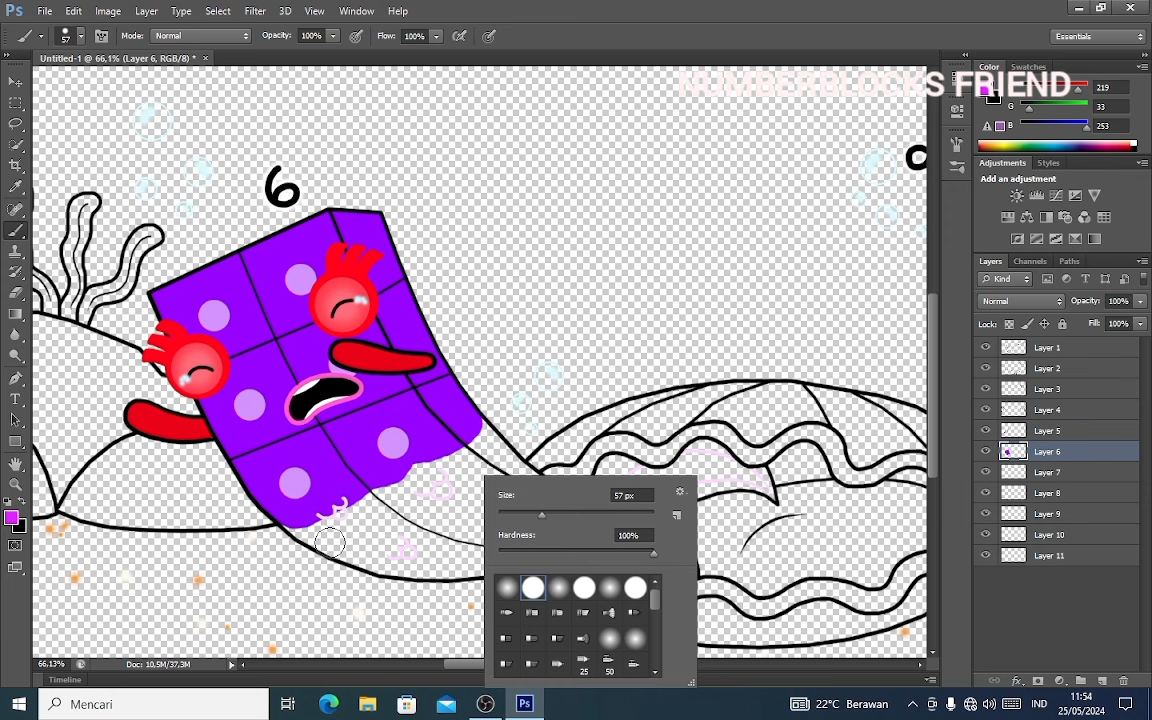 Ps File Edit Image Layer Type Select Filter 3D View Window Help
57 Mode: Normal Opacity: 100% Flow: 100% Essentials
Untitled-1 @ 66,1% (Layer 6, RGB/8) * ×
Color Swatches
NUMBERBLOCKS FRIEND
219
G 33
B 253
Adjustments Styles
Add an adjustment
6
Layers Channels Paths
Kind
Normal Opacity: 100%
Lock: Fill: 100%
Layer 1
Layer 2
Layer 3
Layer 4
Layer 5
Layer 6
Layer 7
Layer 8
Layer 9
Layer 10
Layer 11
Size: 57 px
Hardness: 100%
25 50
66.13% Doc: 10,5M/37,3M
Timeline
Mencari
22°C Berawan
11:54
25/05/2024